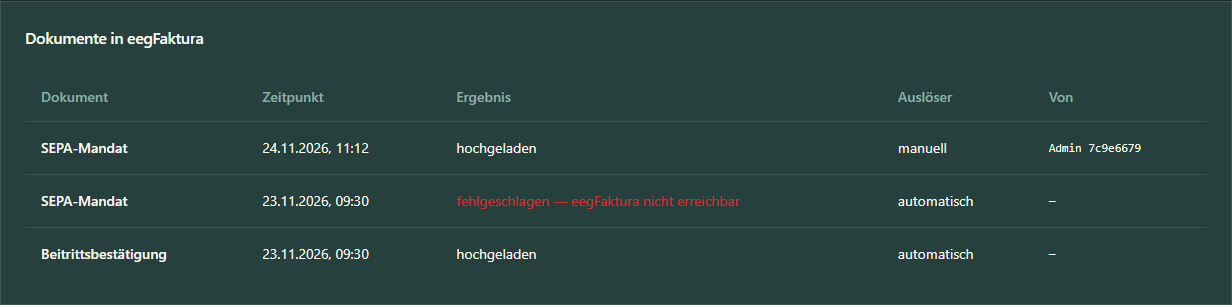 Dokumente in eegFaktura
Dokument Zeitpunkt Ergebnis Auslöser Von
SEPA-Mandat 24.11.2026, 11:12 hochgeladen manuell Admin 7c9e6679
SEPA-Mandat 23.11.2026, 09:30 fehlgeschlagen — eegFaktura nicht erreichbar automatisch –
Beitrittsbestätigung 23.11.2026, 09:30 hochgeladen automatisch –